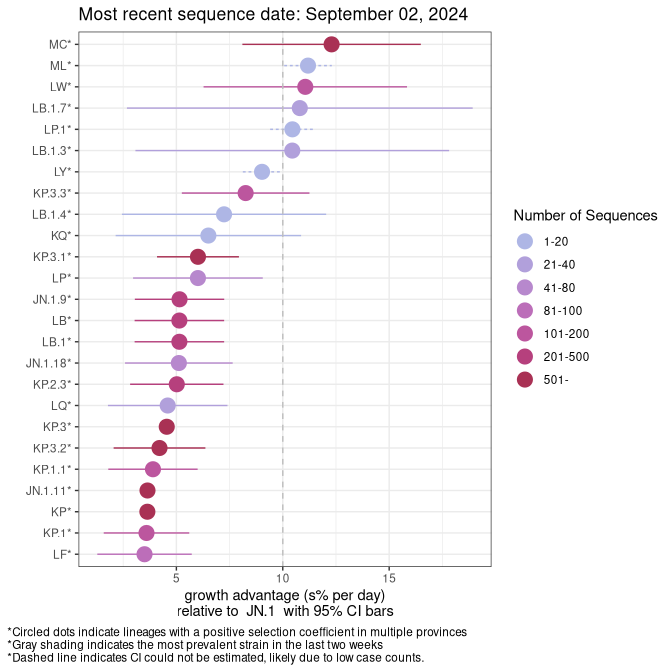 Most recent sequence date: September 02, 2024
MC*
ML*
LW*
LB.1.7*
LP.1*
LB.1.3*
LY*
KP.3.3*
LB.1.4*
KQ*
KP.3.1*
LP*
JN.1.9*
LB*
LB.1*
JN.1.18*
KP.2.3*
LQ*
KP.3*
KP.3.2*
KP.1.1*
JN.1.11*
KP*
KP.1*
LF*
5 10 15
growth advantage (s% per day)
relative to JN.1 with 95% CI bars
Number of Sequences
1-20
21-40
41-80
81-100
101-200
201-500
501-
*Circled dots indicate lineages with a positive selection coefficient in multiple provinces
*Gray shading indicates the most prevalent strain in the last two weeks
*Dashed line indicates CI could not be estimated, likely due to low case counts.